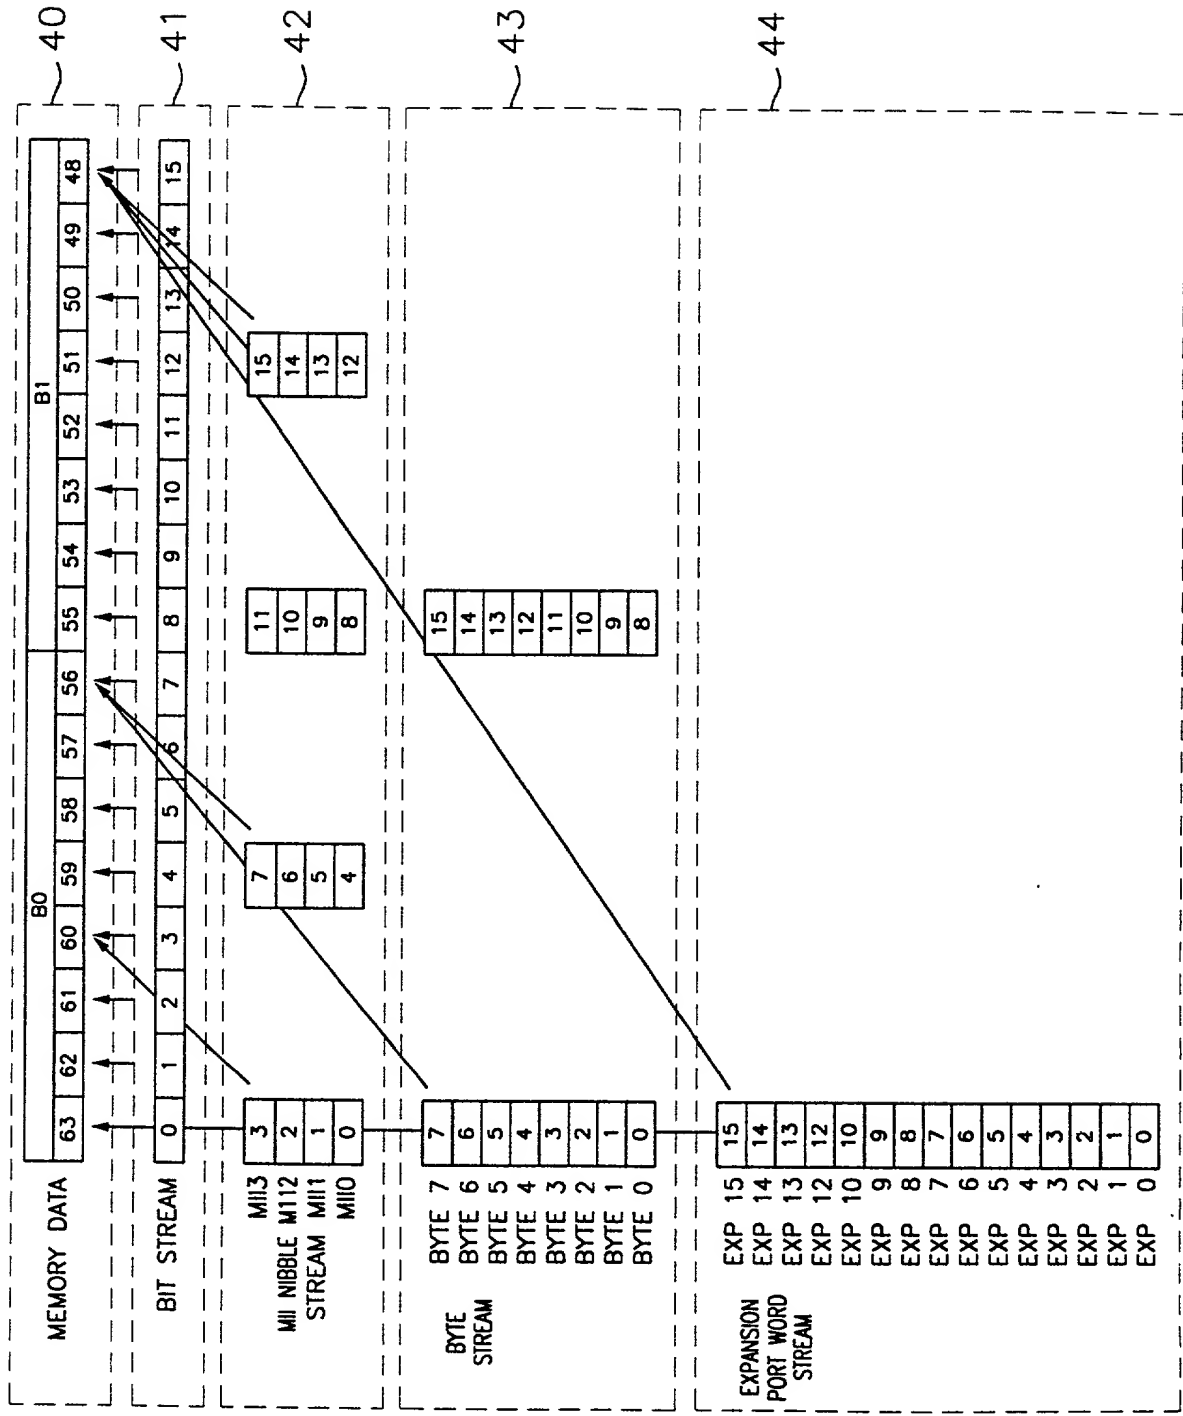 40
B0 B1
MEMORY DATA 63 62 61 60 59 58 57 56 55 54 53 52 51 50 49 48
41
BIT STREAM 0 1 2 3 4 5 6 7 8 9 10 11 12 13 14 15
42
MII3 3 7 11 15
MII NIBBLE M112 2 6 10 14
STREAM MII1 1 5 9 13
MII0 0 4 8 12
43
BYTE STREAM
BYTE 7 7 15
BYTE 6 6 14
BYTE 5 5 13
BYTE 4 4 12
BYTE 3 3 11
BYTE 2 2 10
BYTE 1 1 9
BYTE 0 0 8
44
EXPANSION
PORT WORD
STREAM
EXP 15 15
EXP 14 14
EXP 13 13
EXP 12 12
EXP 10 10
EXP 9 9
EXP 8 8
EXP 7 7
EXP 6 6
EXP 5 5
EXP 4 4
EXP 3 3
EXP 2 2
EXP 1 1
EXP 0 0